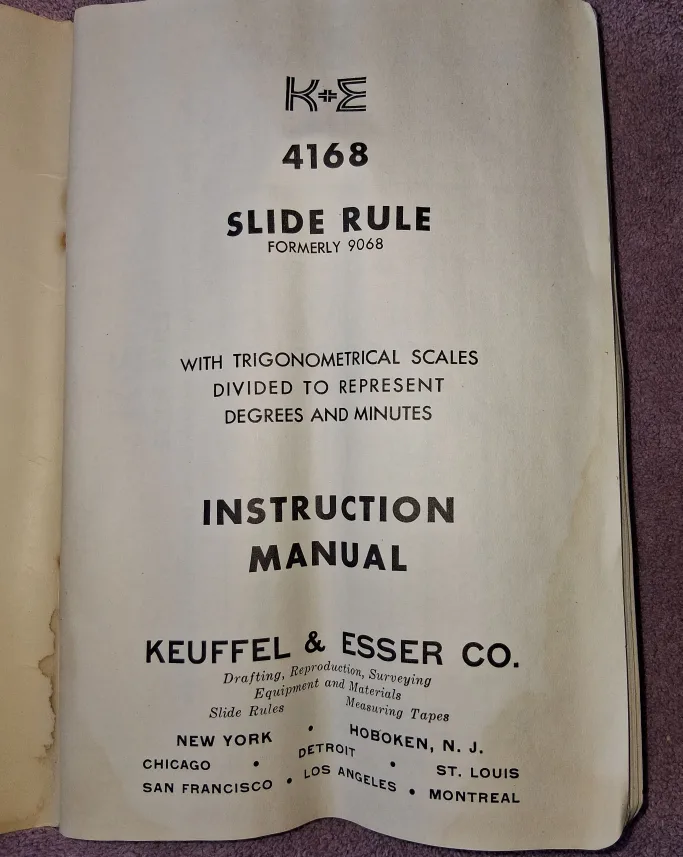 K+E
4168
SLIDE RULE
FORMERLY 9068
WITH TRIGONOMETRICAL SCALES
DIVIDED TO REPRESENT
DEGREES AND MINUTES
INSTRUCTION
MANUAL
KEUFFEL & ESSER CO.
Drafting, Reproduction, Surveying
Equipment and Materials
Slide Rules Measuring Tapes
NEW YORK • HOBOKEN, N. J.
CHICAGO • DETROIT • ST. LOUIS
SAN FRANCISCO • LOS ANGELES • MONTREAL